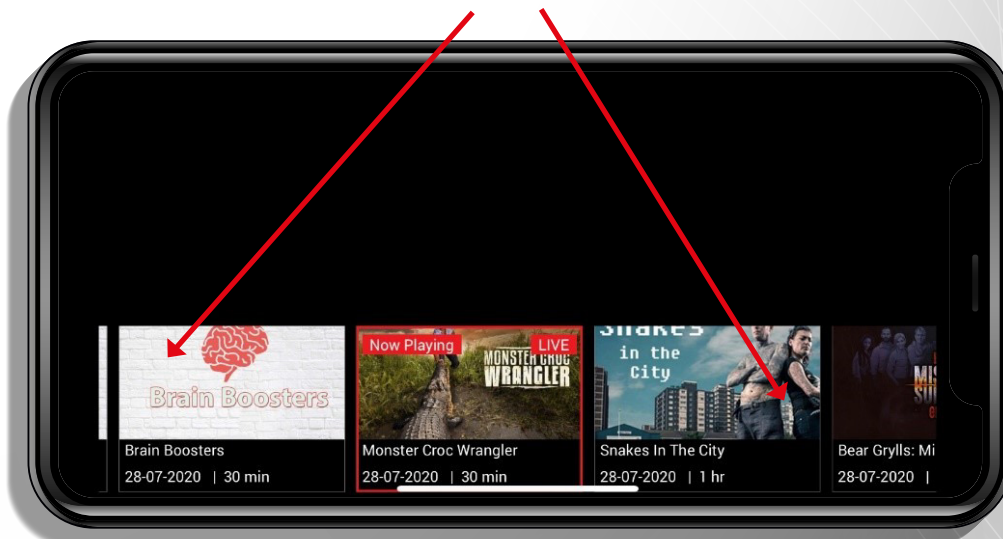 Brain Boosters
Brain Boosters
28-07-2020 | 30 min
Now Playing
LIVE
MONSTER CROC
WRANGLER
Monster Croc Wrangler
28-07-2020 | 30 min
Snakes
in the
City
Snakes In The City
28-07-2020 | 1 hr
Bear Grylls: Mi
28-07-2020 |